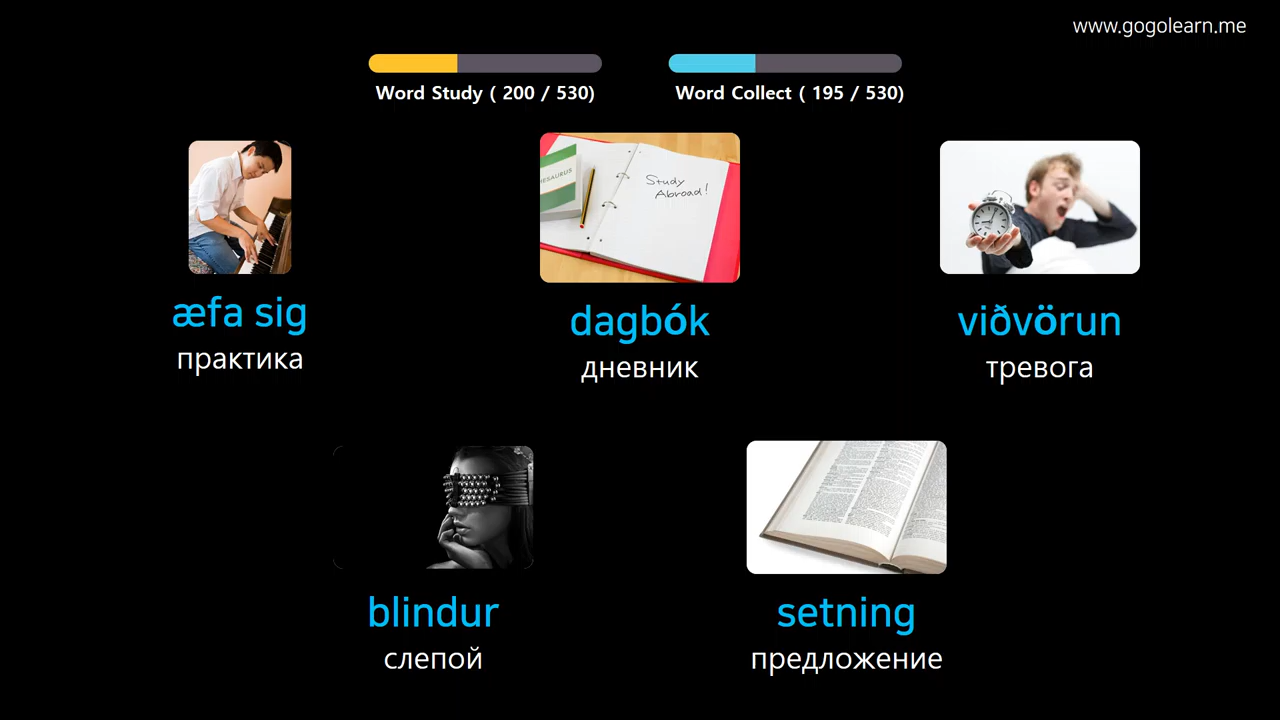 www.gogolearn.me
Word Study ( 200 / 530)
Word Collect ( 195 / 530)
Study
Abroad!
æfa sig
практика
dagbók
дневник
viðvörun
тревога
blindur
слепой
setning
предложение